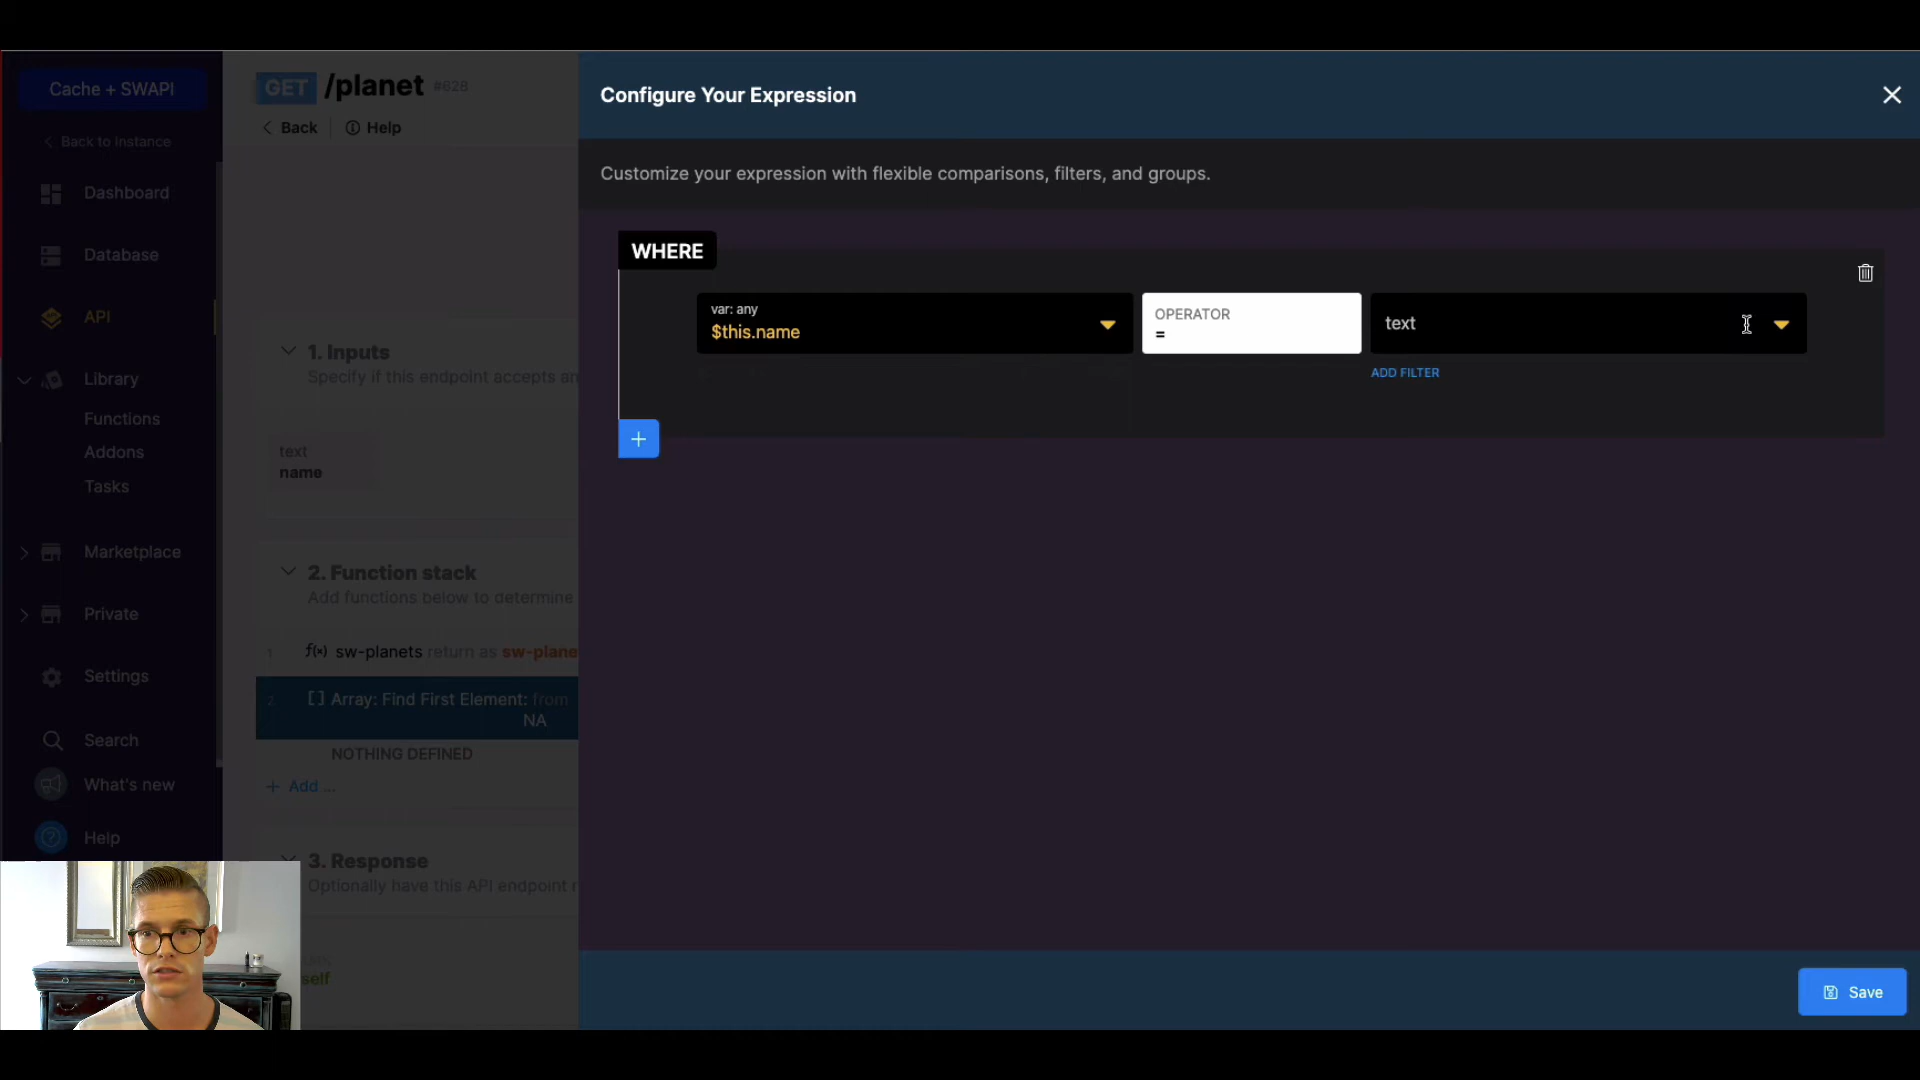 Cache + SWAPI
Back to instance
Dashboard
Database
API
Library
Functions
Addons
Tasks
Marketplace
Private
Settings
Search
What's new
Help
GET /planet #628
Back
Help
1. Inputs
Specify if this endpoint accepts an
text
name
2. Function stack
Add functions below to determine
1 f(x) sw-planets return as sw-plane
2 [] Array: Find First Element: from
NA
NOTHING DEFINED
+ Add ...
3. Response
Optionally have this API endpoint r
self
Configure Your Expression
Customize your expression with flexible comparisons, filters, and groups.
WHERE
var: any
$this.name
OPERATOR
=
text
ADD FILTER
Save